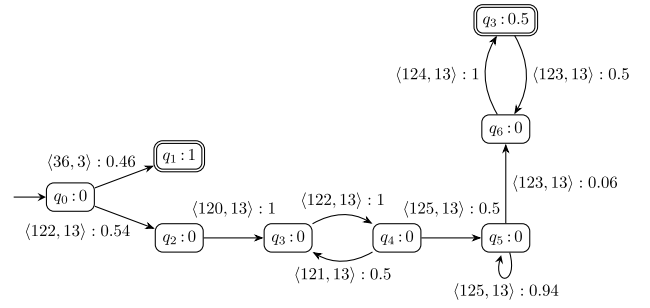 q₃ : 0.5
⟨124, 13⟩ : 1
⟨123, 13⟩ : 0.5
q₆ : 0
⟨36, 3⟩ : 0.46
q₁ : 1
q₀ : 0
⟨123, 13⟩ : 0.06
⟨122, 13⟩ : 0.54
⟨120, 13⟩ : 1
⟨122, 13⟩ : 1
⟨125, 13⟩ : 0.5
q₂ : 0
q₃ : 0
q₄ : 0
q₅ : 0
⟨121, 13⟩ : 0.5
⟨125, 13⟩ : 0.94